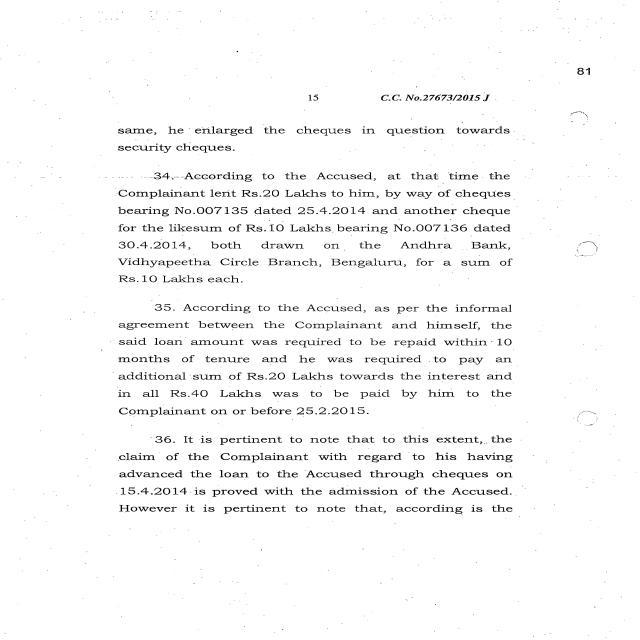 81
15 C.C. No.27673/2015 J
same, he enlarged the cheques in question towards
security cheques.
34. According to the Accused, at that time the
Complainant lent Rs.20 Lakhs to him, by way of cheques
bearing No.007135 dated 25.4.2014 and another cheque
for the likesum of Rs.10 Lakhs bearing No.007136 dated
30.4.2014, both drawn on the Andhra Bank,
Vidhyapeetha Circle Branch, Bengaluru, for a sum of
Rs.10 Lakhs each.
35. According to the Accused, as per the informal
agreement between the Complainant and himself, the
said loan amount was required to be repaid within 10
months of tenure and he was required to pay an
additional sum of Rs.20 Lakhs towards the interest and
in all Rs.40 Lakhs was to be paid by him to the
Complainant on or before 25.2.2015.
36. It is pertinent to note that to this extent, the
claim of the Complainant with regard to his having
advanced the loan to the Accused through cheques on
15.4.2014 is proved with the admission of the Accused.
However it is pertinent to note that, according is the